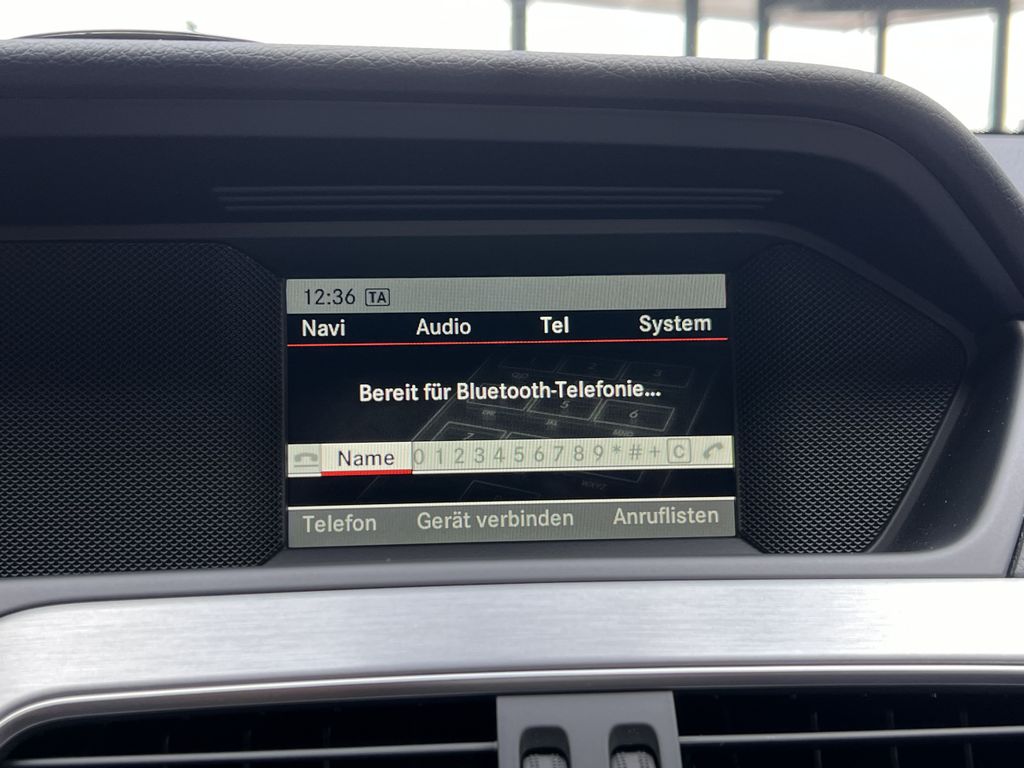 12:36 TA
Navi Audio Tel System
Bereit für Bluetooth-Telefonie...
Name 0 1 2 3 4 5 6 7 8 9 * # + C
Telefon Gerät verbinden Anruflisten